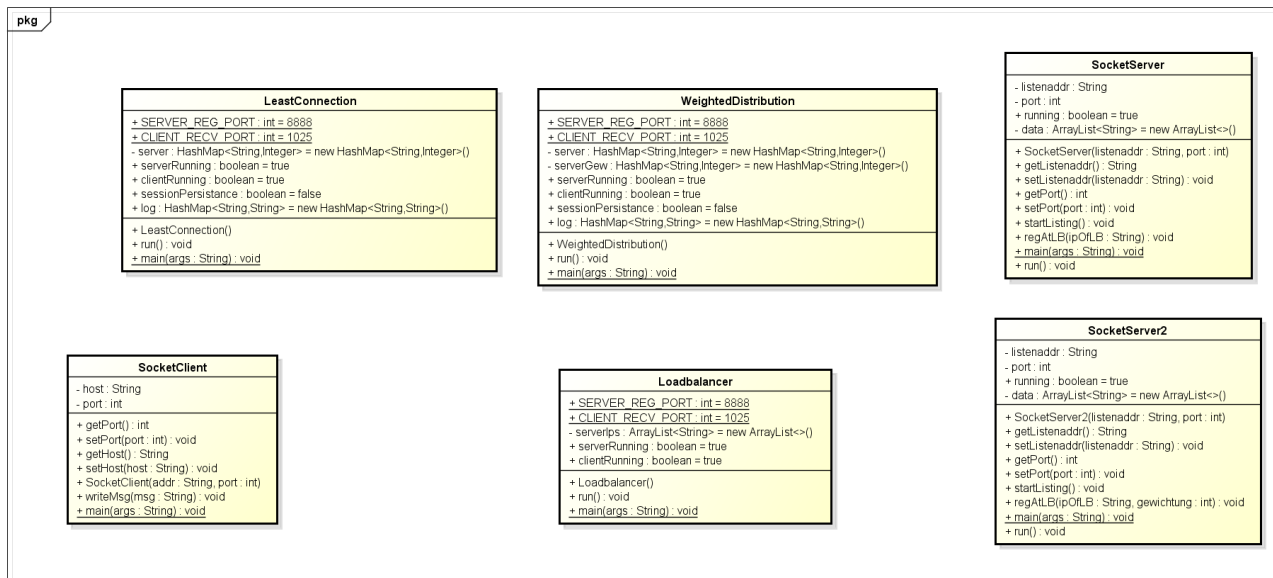 pkg
LeastConnection
+ SERVER_REG_PORT : int = 8888
+ CLIENT_RECV_PORT : int = 1025
- server : HashMap<String,Integer> = new HashMap<String,Integer>()
+ serverRunning : boolean = true
+ clientRunning : boolean = true
+ sessionPersistance : boolean = false
+ log : HashMap<String,String> = new HashMap<String,String>()
+ LeastConnection()
+ run() : void
+ main(args : String) : void
WeightedDistribution
+ SERVER_REG_PORT : int = 8888
+ CLIENT_RECV_PORT : int = 1025
- server : HashMap<String,Integer> = new HashMap<String,Integer>()
- serverGew : HashMap<String,Integer> = new HashMap<String,Integer>()
+ serverRunning : boolean = true
+ clientRunning : boolean = true
+ sessionPersistance : boolean = false
+ log : HashMap<String,String> = new HashMap<String,String>()
+ WeightedDistribution()
+ run() : void
+ main(args : String) : void
SocketServer
- listenaddr : String
- port : int
+ running : boolean = true
- data : ArrayList<String> = new ArrayList<>()
+ SocketServer(listenaddr : String, port : int)
+ getListenaddr() : String
+ setListenaddr(listenaddr : String) : void
+ getPort() : int
+ setPort(port : int) : void
+ startListing() : void
+ regAtLB(ipOfLB : String) : void
+ main(args : String) : void
+ run() : void
SocketClient
- host : String
- port : int
+ getPort() : int
+ setPort(port : int) : void
+ getHost() : String
+ setHost(host : String) : void
+ SocketClient(addr : String, port : int)
+ writeMsg(msg : String) : void
+ main(args : String) : void
Loadbalancer
+ SERVER_REG_PORT : int = 8888
+ CLIENT_RECV_PORT : int = 1025
- serverIps : ArrayList<String> = new ArrayList<>()
+ serverRunning : boolean = true
+ clientRunning : boolean = true
+ Loadbalancer()
+ run() : void
+ main(args : String) : void
SocketServer2
- listenaddr : String
- port : int
+ running : boolean = true
- data : ArrayList<String> = new ArrayList<>()
+ SocketServer2(listenaddr : String, port : int)
+ getListenaddr() : String
+ setListenaddr(listenaddr : String) : void
+ getPort() : int
+ setPort(port : int) : void
+ startListing() : void
+ regAtLB(ipOfLB : String, gewichtung : int) : void
+ main(args : String) : void
+ run() : void